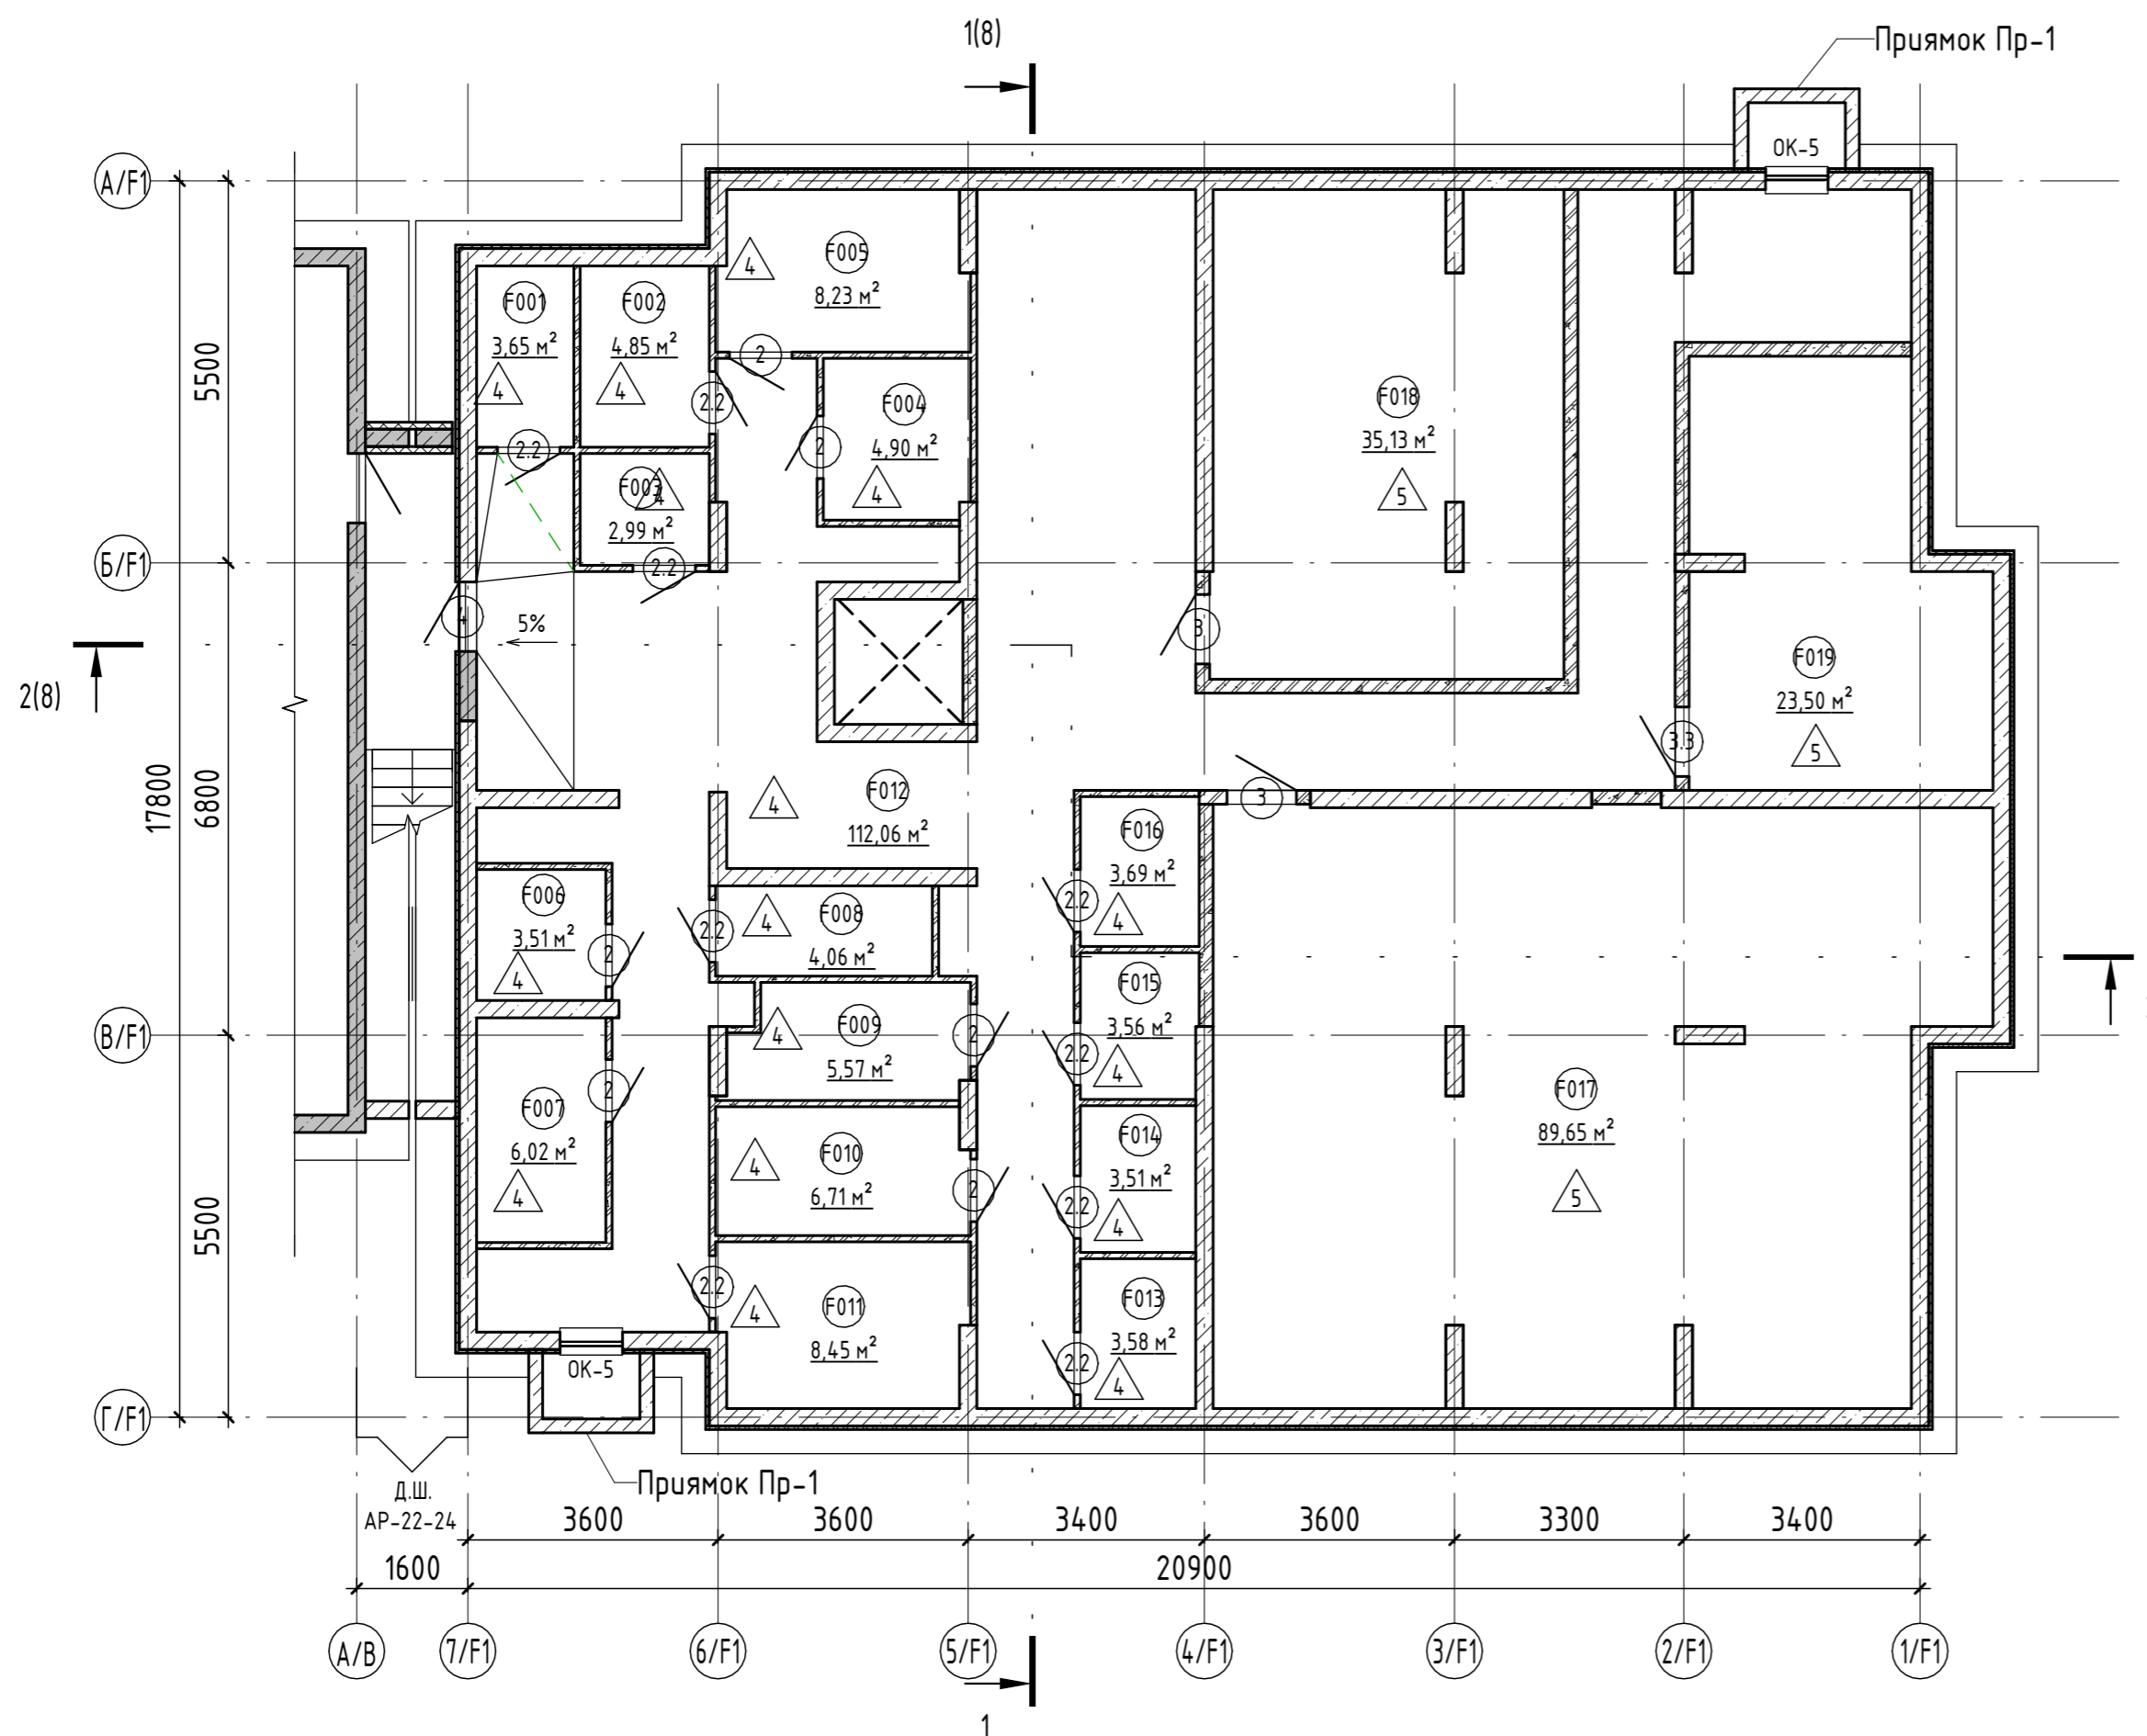 1(8)
Приямок Пр-1
ОК-5
А/F1
F005
8,23 м²
4
F001
3,65 м²
4
F002
4,85 м²
4
2
2.2
F004
4,90 м²
4
2
F018
35,13 м²
5
5500
2.2
F003
4
2,99 м²
2.2
Б/F1
4
5%
3
F019
23,50 м²
5
3.3
2(8)
17800
6800
F012
112,06 м²
4
3
F016
3,69 м²
4
2.2
F006
3,51 м²
4
2
2.2
F008
4,06 м²
4
F015
3,56 м²
4
2.2
В/F1
F009
5,57 м²
4
2
F017
89,65 м²
5
F007
6,02 м²
4
2
F010
6,71 м²
4
2
F014
3,51 м²
4
2.2
5500
2.2
F011
8,45 м²
4
F013
3,58 м²
4
2.2
ОК-5
Г/F1
Приямок Пр-1
Д.Ш.
АР-22-24
3600
3600
3400
3600
3300
3400
1600
20900
А/В
7/F1
6/F1
5/F1
4/F1
3/F1
2/F1
1/F1
1